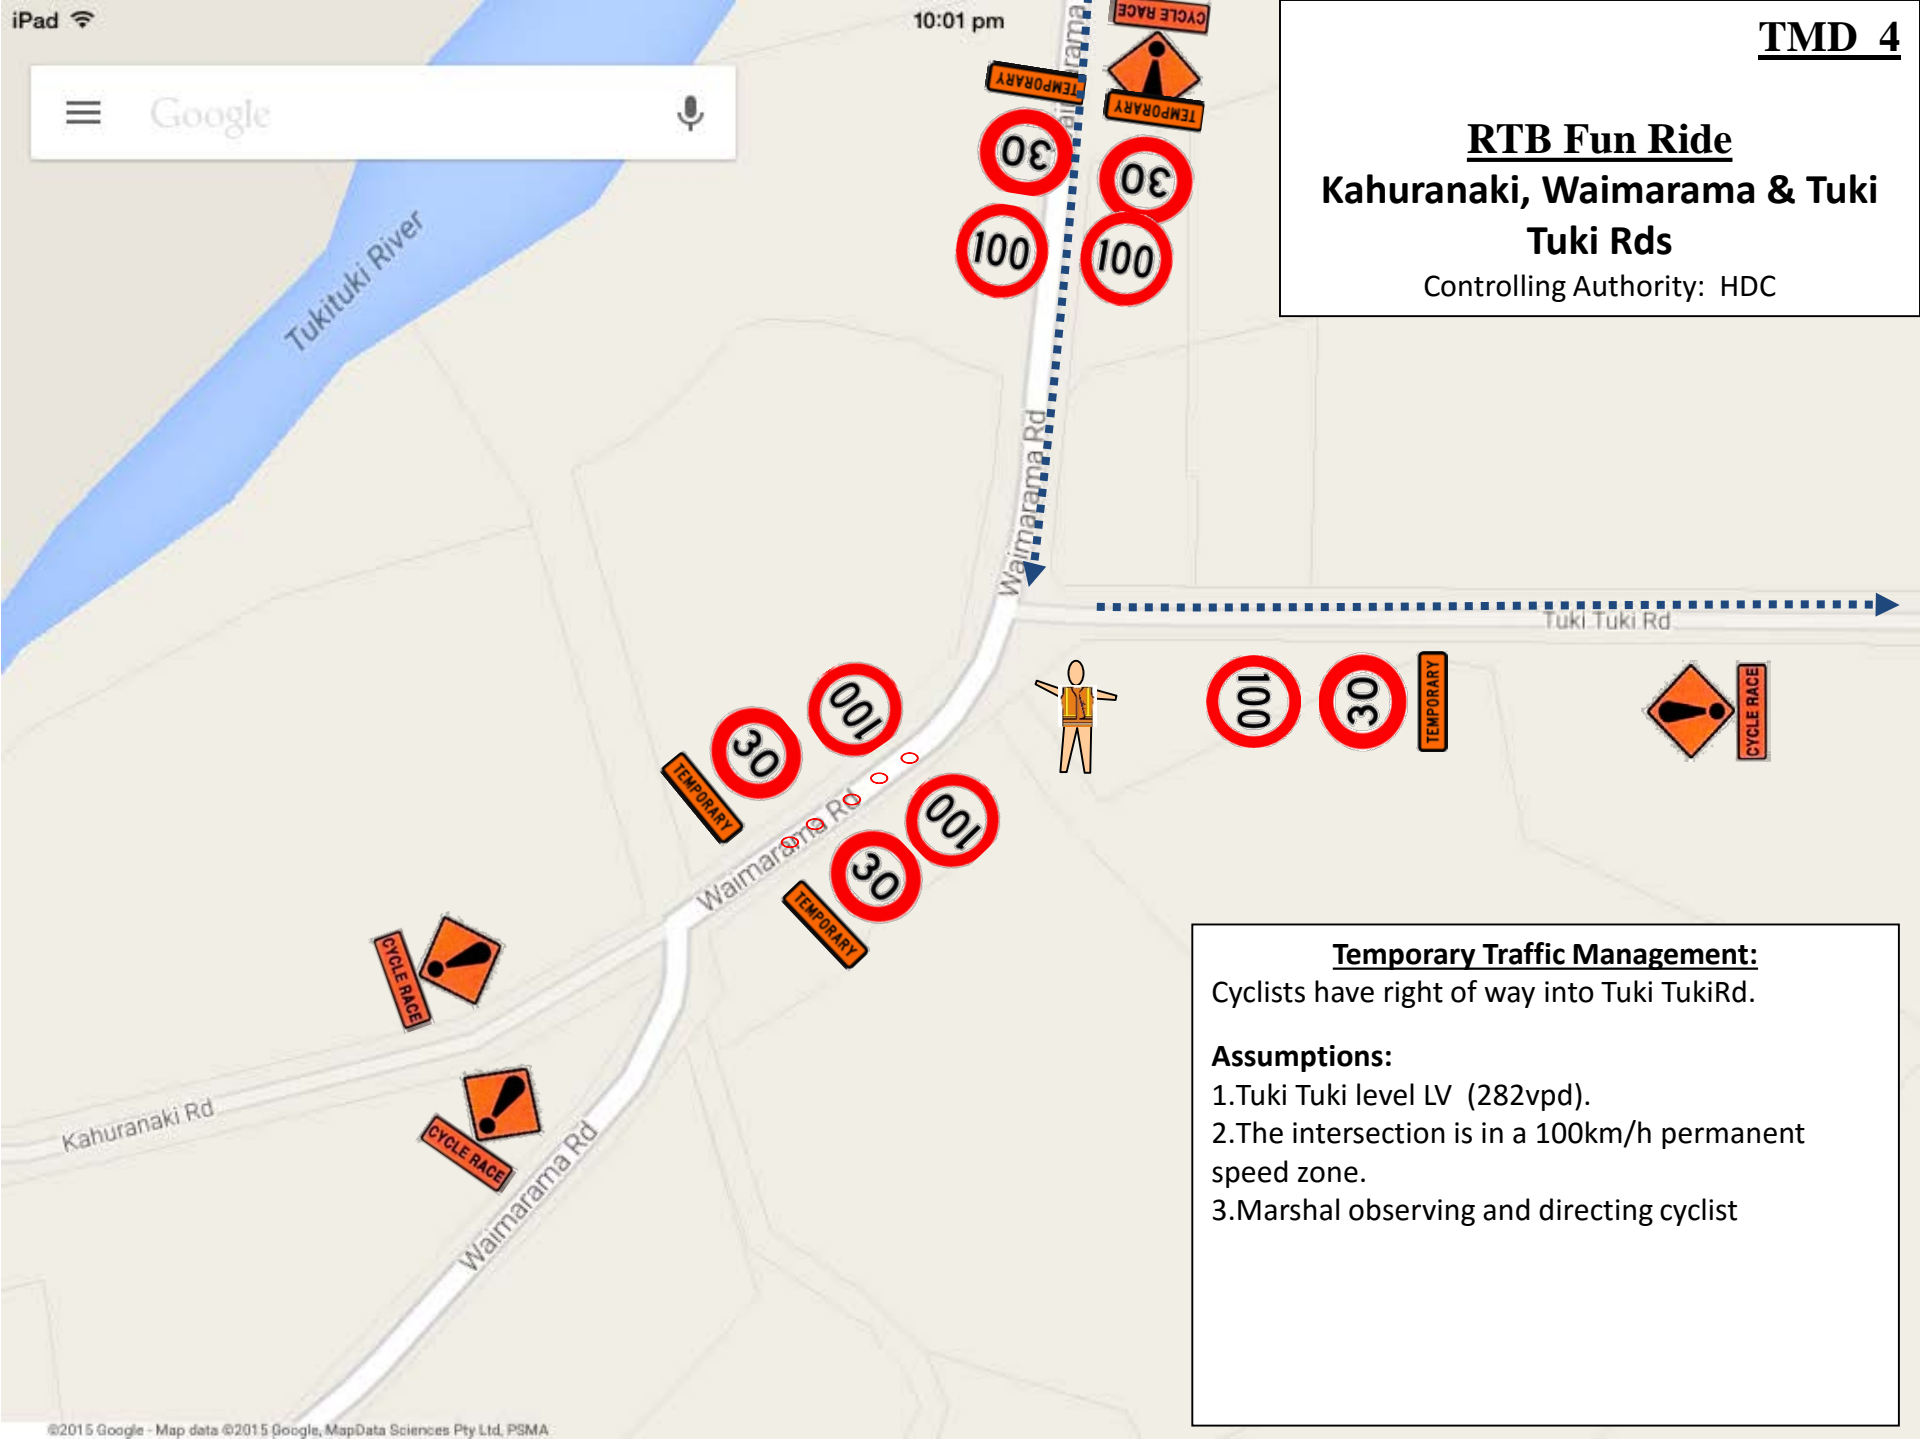 iPad
10:01 pm
Google
TMD 4
RTB Fun Ride
Kahuranaki, Waimarama & Tuki
Tuki Rds
Controlling Authority: HDC
CYCLE RACE
TEMPORARY
TEMPORARY
30
30
100
100
Waimarama
Tukituki River
Waimarama Rd
Tuki Tuki Rd
100
30
TEMPORARY
CYCLE RACE
100
30
TEMPORARY
Waimarama Rd
100
30
TEMPORARY
CYCLE RACE
Kahuranaki Rd
CYCLE RACE
Waimarama Rd
Temporary Traffic Management:
Cyclists have right of way into Tuki TukiRd.
Assumptions:
1.Tuki Tuki level LV (282vpd).
2.The intersection is in a 100km/h permanent
speed zone.
3.Marshal observing and directing cyclist
©2015 Google - Map data ©2015 Google, MapData Sciences Pty Ltd, PSMA